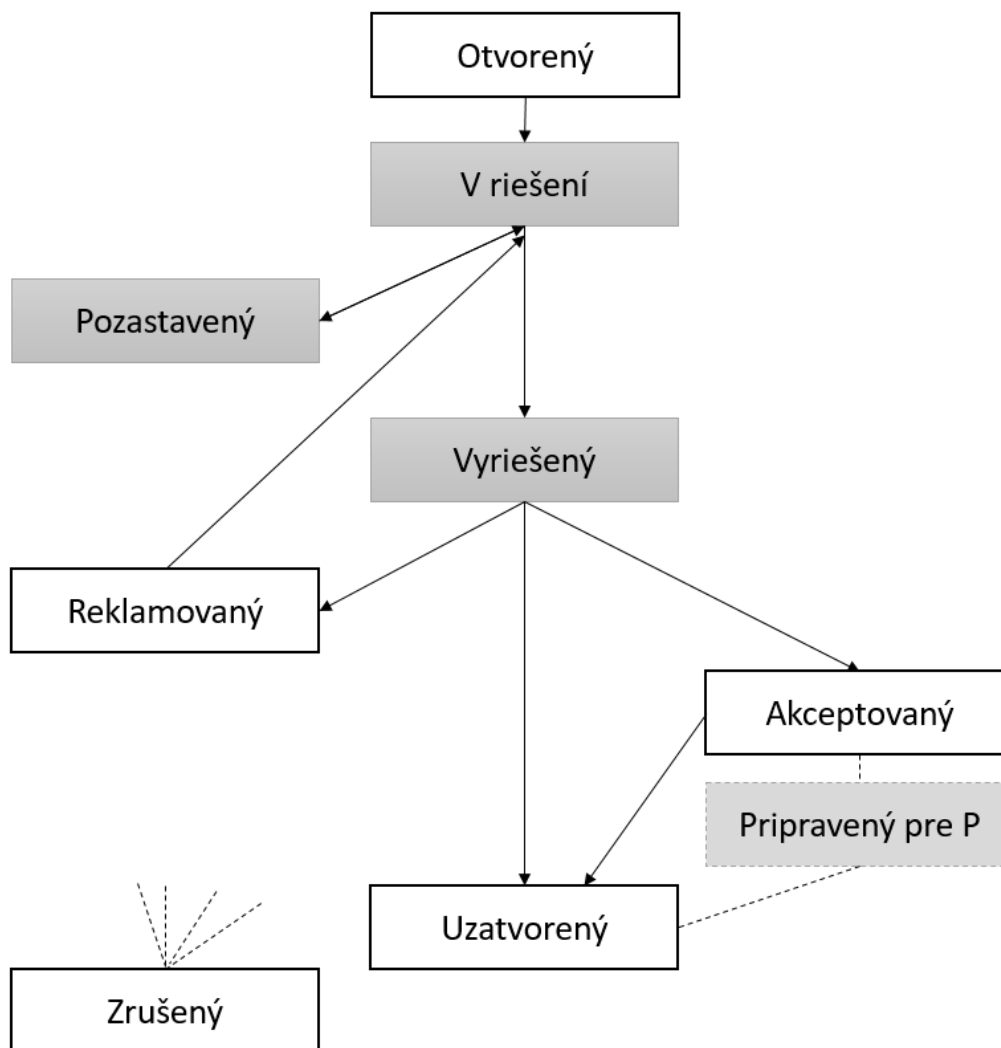 Otvorený
V riešení
Pozastavený
Vyriešený
Reklamovaný
Akceptovaný
Pripravený pre P
Uzatvorený
Zrušený